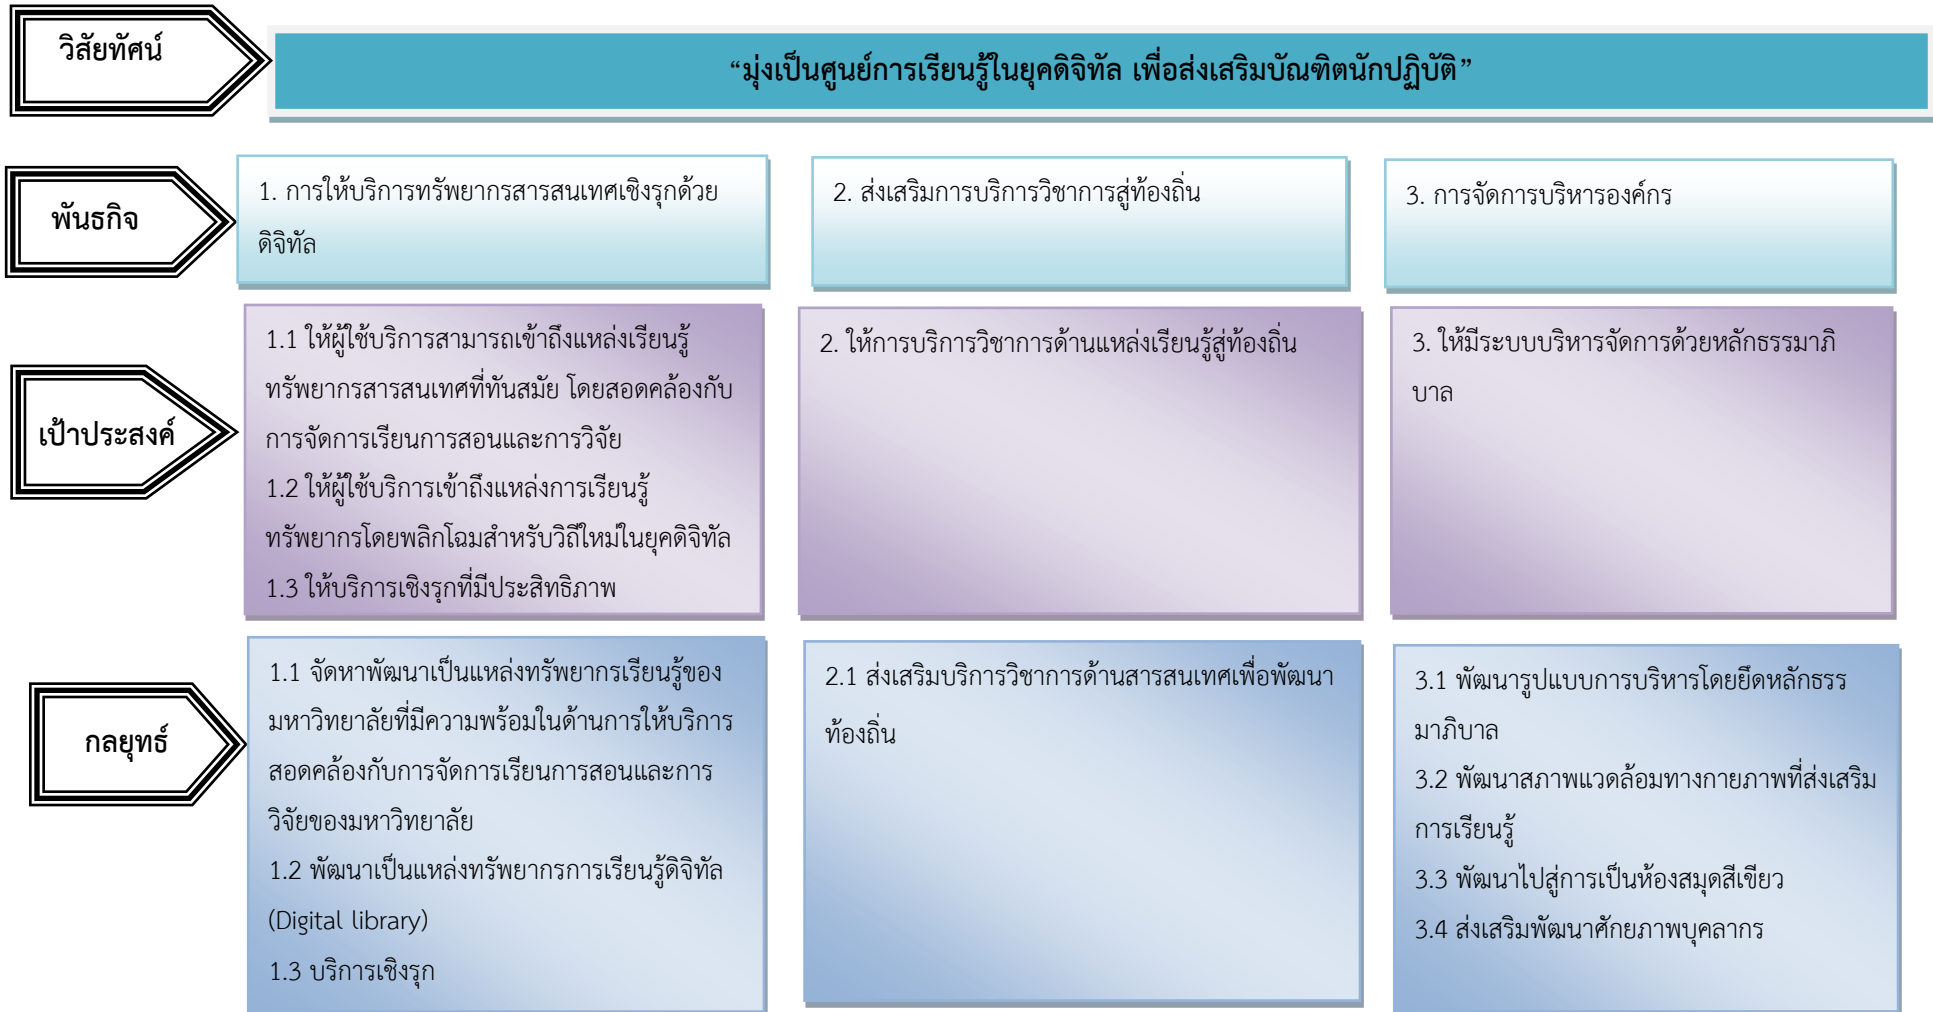 วิสัยทัศน์
“มุ่งเป็นศูนย์การเรียนรู้ในยุคดิจิทัล เพื่อส่งเสริมบัณฑิตนักปฏิบัติ”
พันธกิจ
1. การให้บริการทรัพยากรสารสนเทศเชิงรุกด้วย
ดิจิทัล
2. ส่งเสริมการบริการวิชาการสู่ท้องถิ่น
3. การจัดการบริหารองค์กร
เป้าประสงค์
1.1 ให้ผู้ใช้บริการสามารถเข้าถึงแหล่งเรียนรู้
ทรัพยากรสารสนเทศที่ทันสมัย โดยสอดคล้องกับ
การจัดการเรียนการสอนและการวิจัย
1.2 ให้ผู้ใช้บริการเข้าถึงแหล่งการเรียนรู้
ทรัพยากรโดยพลิกโฉมสำหรับวิถีใหม่ในยุคดิจิทัล
1.3 ให้บริการเชิงรุกที่มีประสิทธิภาพ
2. ให้การบริการวิชาการด้านแหล่งเรียนรู้สู่ท้องถิ่น
3. ให้มีระบบบริหารจัดการด้วยหลักธรรมาภิ
บาล
กลยุทธ์
1.1 จัดหาพัฒนาเป็นแหล่งทรัพยากรเรียนรู้ของ
มหาวิทยาลัยที่มีความพร้อมในด้านการให้บริการ
สอดคล้องกับการจัดการเรียนการสอนและการ
วิจัยของมหาวิทยาลัย
1.2 พัฒนาเป็นแหล่งทรัพยากรการเรียนรู้ดิจิทัล
(Digital library)
1.3 บริการเชิงรุก
2.1 ส่งเสริมบริการวิชาการด้านสารสนเทศเพื่อพัฒนา
ท้องถิ่น
3.1 พัฒนารูปแบบการบริหารโดยยึดหลักธรร
มาภิบาล
3.2 พัฒนาสภาพแวดล้อมทางกายภาพที่ส่งเสริม
การเรียนรู้
3.3 พัฒนาไปสู่การเป็นห้องสมุดสีเขียว
3.4 ส่งเสริมพัฒนาศักยภาพบุคลากร